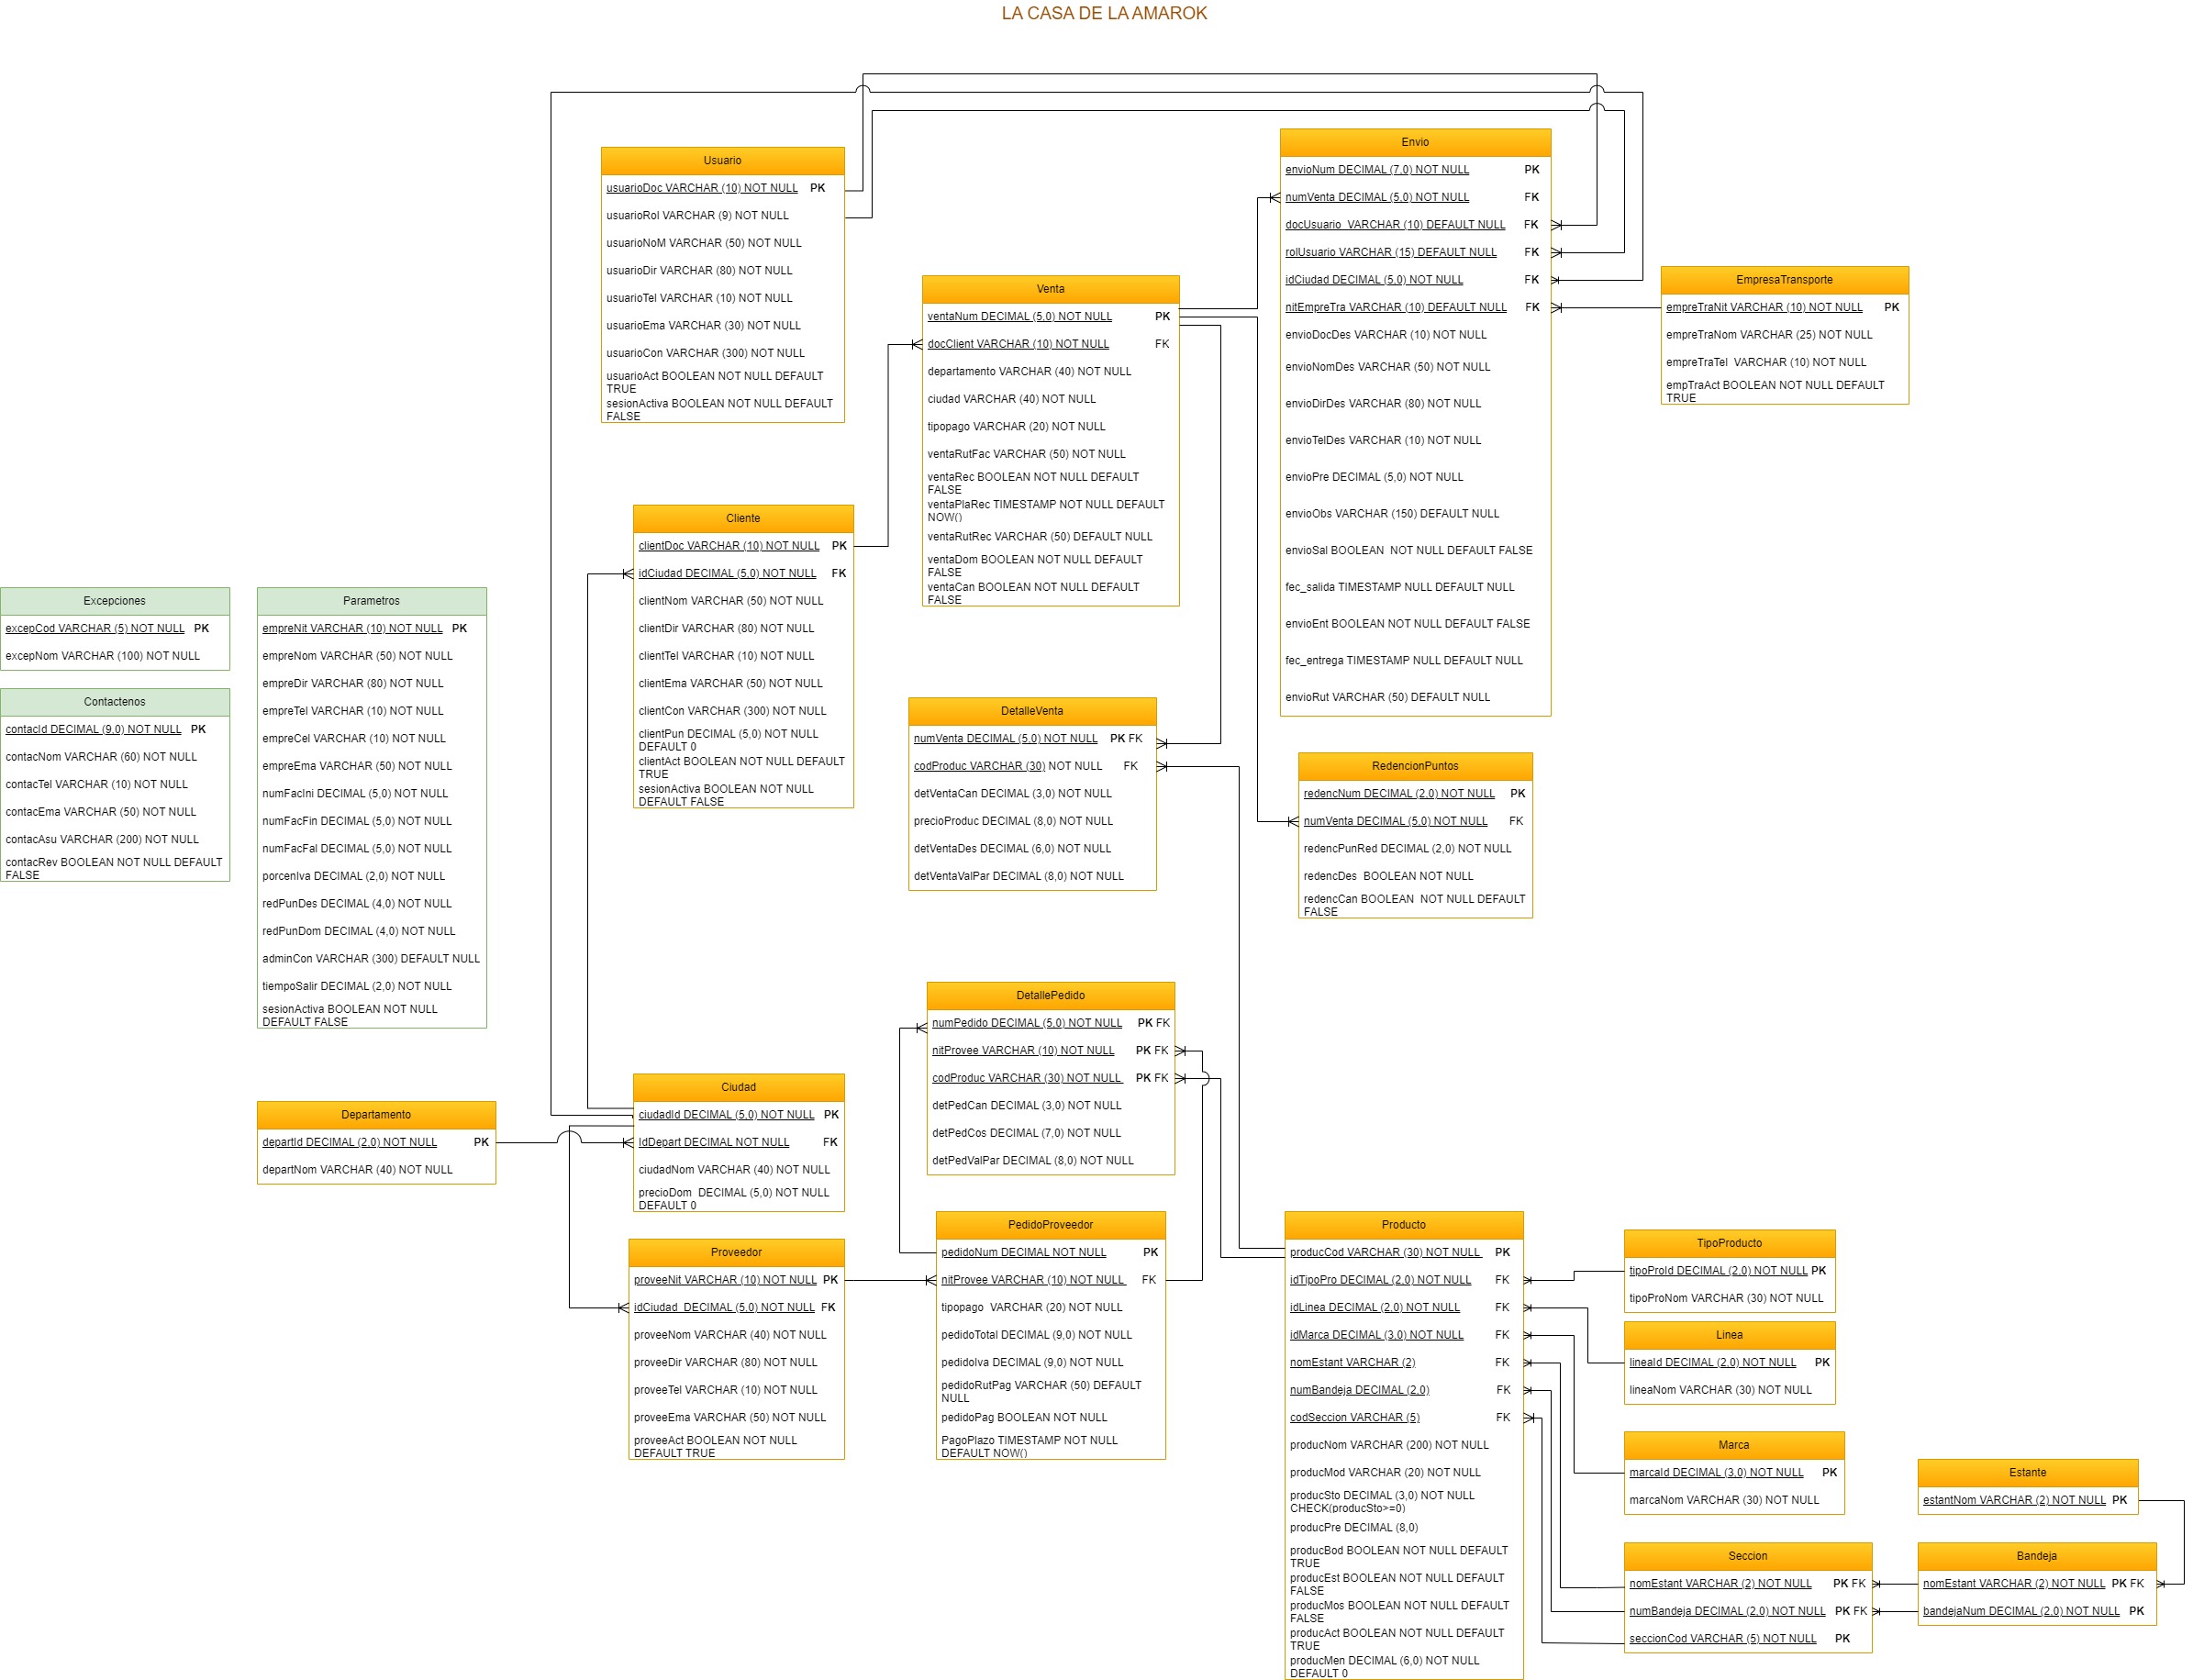 LA CASA DE LA AMAROK
Usuario
usuarioDoc VARCHAR (10) NOT NULL PK
usuarioRol VARCHAR (9) NOT NULL
usuarioNoM VARCHAR (50) NOT NULL
usuarioDir VARCHAR (80) NOT NULL
usuarioTel VARCHAR (10) NOT NULL
usuarioEma VARCHAR (30) NOT NULL
usuarioCon VARCHAR (300) NOT NULL
usuarioAct BOOLEAN NOT NULL DEFAULT
TRUE
sesionActiva BOOLEAN NOT NULL DEFAULT
FALSE
Envio
envioNum DECIMAL (7,0) NOT NULL PK
numVenta DECIMAL (5,0) NOT NULL FK
docUsuario VARCHAR (10) DEFAULT NULL FK
rolUsuario VARCHAR (15) DEFAULT NULL FK
idCiudad DECIMAL (5,0) NOT NULL FK
nitEmpreTra VARCHAR (10) DEFAULT NULL FK
envioDocDes VARCHAR (10) NOT NULL
envioNomDes VARCHAR (50) NOT NULL
envioDirDes VARCHAR (80) NOT NULL
envioTelDes VARCHAR (10) NOT NULL
envioPre DECIMAL (5,0) NOT NULL
envioObs VARCHAR (150) DEFAULT NULL
envioSal BOOLEAN NOT NULL DEFAULT FALSE
fec_salida TIMESTAMP NULL DEFAULT NULL
envioEnt BOOLEAN NOT NULL DEFAULT FALSE
fec_entrega TIMESTAMP NULL DEFAULT NULL
envioRut VARCHAR (50) DEFAULT NULL
EmpresaTransporte
empreTraNit VARCHAR (10) NOT NULL PK
empreTraNom VARCHAR (25) NOT NULL
empreTraTel VARCHAR (10) NOT NULL
empTraAct BOOLEAN NOT NULL DEFAULT
TRUE
Venta
ventaNum DECIMAL (5,0) NOT NULL PK
docClient VARCHAR (10) NOT NULL FK
departamento VARCHAR (40) NOT NULL
ciudad VARCHAR (40) NOT NULL
tipopago VARCHAR (20) NOT NULL
ventaRutFac VARCHAR (50) NOT NULL
ventaRec BOOLEAN NOT NULL DEFAULT
FALSE
ventaPlaRec TIMESTAMP NOT NULL DEFAULT
NOW()
ventaRutRec VARCHAR (50) DEFAULT NULL
ventaDom BOOLEAN NOT NULL DEFAULT
FALSE
ventaCan BOOLEAN NOT NULL DEFAULT
FALSE
Cliente
clientDoc VARCHAR (10) NOT NULL PK
idCiudad DECIMAL (5,0) NOT NULL FK
clientNom VARCHAR (50) NOT NULL
clientDir VARCHAR (80) NOT NULL
clientTel VARCHAR (10) NOT NULL
clientEma VARCHAR (50) NOT NULL
clientCon VARCHAR (300) NOT NULL
clientPun DECIMAL (5,0) NOT NULL
DEFAULT 0
clientAct BOOLEAN NOT NULL DEFAULT
TRUE
sesionActiva BOOLEAN NOT NULL
DEFAULT FALSE
Excepciones
excepCod VARCHAR (5) NOT NULL PK
excepNom VARCHAR (100) NOT NULL
Contactenos
contacId DECIMAL (9,0) NOT NULL PK
contacNom VARCHAR (60) NOT NULL
contacTel VARCHAR (10) NOT NULL
contacEma VARCHAR (50) NOT NULL
contacAsu VARCHAR (200) NOT NULL
contacRev BOOLEAN NOT NULL DEFAULT
FALSE
Parametros
empreNit VARCHAR (10) NOT NULL PK
empreNom VARCHAR (50) NOT NULL
empreDir VARCHAR (80) NOT NULL
empreTel VARCHAR (10) NOT NULL
empreCel VARCHAR (10) NOT NULL
empreEma VARCHAR (50) NOT NULL
numFacIni DECIMAL (5,0) NOT NULL
numFacFin DECIMAL (5,0) NOT NULL
numFacFal DECIMAL (5,0) NOT NULL
porcenIva DECIMAL (2,0) NOT NULL
redPunDes DECIMAL (4,0) NOT NULL
redPunDom DECIMAL (4,0) NOT NULL
adminCon VARCHAR (300) DEFAULT NULL
tiempoSalir DECIMAL (2,0) NOT NULL
sesionActiva BOOLEAN NOT NULL
DEFAULT FALSE
DetalleVenta
numVenta DECIMAL (5,0) NOT NULL PK FK
codProduc VARCHAR (30) NOT NULL FK
detVentaCan DECIMAL (3,0) NOT NULL
precioProduc DECIMAL (8,0) NOT NULL
detVentaDes DECIMAL (6,0) NOT NULL
detVentaValPar DECIMAL (8,0) NOT NULL
RedencionPuntos
redencNum DECIMAL (2,0) NOT NULL PK
numVenta DECIMAL (5,0) NOT NULL FK
redencPunRed DECIMAL (2,0) NOT NULL
redencDes BOOLEAN NOT NULL
redencCan BOOLEAN NOT NULL DEFAULT
FALSE
DetallePedido
numPedido DECIMAL (5,0) NOT NULL PK FK
nitProvee VARCHAR (10) NOT NULL PK FK
codProduc VARCHAR (30) NOT NULL PK FK
detPedCan DECIMAL (3,0) NOT NULL
detPedCos DECIMAL (7,0) NOT NULL
detPedValPar DECIMAL (8,0) NOT NULL
Departamento
departId DECIMAL (2,0) NOT NULL PK
departNom VARCHAR (40) NOT NULL
Ciudad
ciudadId DECIMAL (5,0) NOT NULL PK
IdDepart DECIMAL NOT NULL FK
ciudadNom VARCHAR (40) NOT NULL
precioDom DECIMAL (5,0) NOT NULL
DEFAULT 0
Proveedor
proveeNit VARCHAR (10) NOT NULL PK
idCiudad DECIMAL (5,0) NOT NULL FK
proveeNom VARCHAR (40) NOT NULL
proveeDir VARCHAR (80) NOT NULL
proveeTel VARCHAR (10) NOT NULL
proveeEma VARCHAR (50) NOT NULL
proveeAct BOOLEAN NOT NULL
DEFAULT TRUE
PedidoProveedor
pedidoNum DECIMAL NOT NULL PK
nitProvee VARCHAR (10) NOT NULL FK
tipopago VARCHAR (20) NOT NULL
pedidoTotal DECIMAL (9,0) NOT NULL
pedidoIva DECIMAL (9,0) NOT NULL
pedidoRutPag VARCHAR (50) DEFAULT
NULL
pedidoPag BOOLEAN NOT NULL
PagoPlazo TIMESTAMP NOT NULL
DEFAULT NOW()
Producto
producCod VARCHAR (30) NOT NULL PK
idTipoPro DECIMAL (2,0) NOT NULL FK
idLinea DECIMAL (2,0) NOT NULL FK
idMarca DECIMAL (3,0) NOT NULL FK
nomEstant VARCHAR (2) FK
numBandeja DECIMAL (2,0) FK
codSeccion VARCHAR (5) FK
producNom VARCHAR (200) NOT NULL
producMod VARCHAR (20) NOT NULL
producSto DECIMAL (3,0) NOT NULL
CHECK(producSto>=0)
producPre DECIMAL (8,0)
producBod BOOLEAN NOT NULL DEFAULT
TRUE
producEst BOOLEAN NOT NULL DEFAULT
FALSE
producMos BOOLEAN NOT NULL DEFAULT
FALSE
producAct BOOLEAN NOT NULL DEFAULT
TRUE
producMen DECIMAL (6,0) NOT NULL
DEFAULT 0
TipoProducto
tipoProId DECIMAL (2,0) NOT NULL PK
tipoProNom VARCHAR (30) NOT NULL
Linea
lineaId DECIMAL (2,0) NOT NULL PK
lineaNom VARCHAR (30) NOT NULL
Marca
marcaId DECIMAL (3,0) NOT NULL PK
marcaNom VARCHAR (30) NOT NULL
Estante
estantNom VARCHAR (2) NOT NULL PK
Seccion
nomEstant VARCHAR (2) NOT NULL PK FK
numBandeja DECIMAL (2,0) NOT NULL PK FK
seccionCod VARCHAR (5) NOT NULL PK
Bandeja
nomEstant VARCHAR (2) NOT NULL PK FK
bandejaNum DECIMAL (2,0) NOT NULL PK